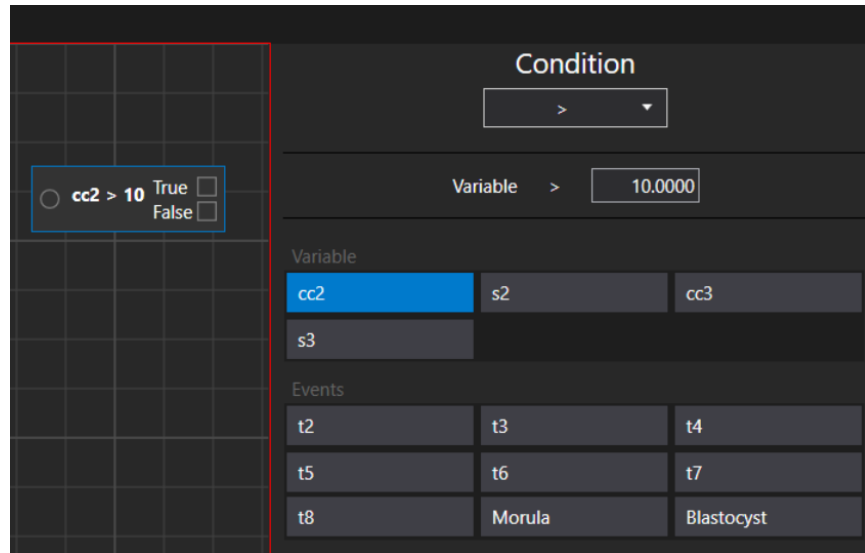 Condition
>
cc2 > 10 True
False
Variable > 10.0000
Variable
cc2 s2 cc3
s3
Events
t2 t3 t4
t5 t6 t7
t8 Morula Blastocyst